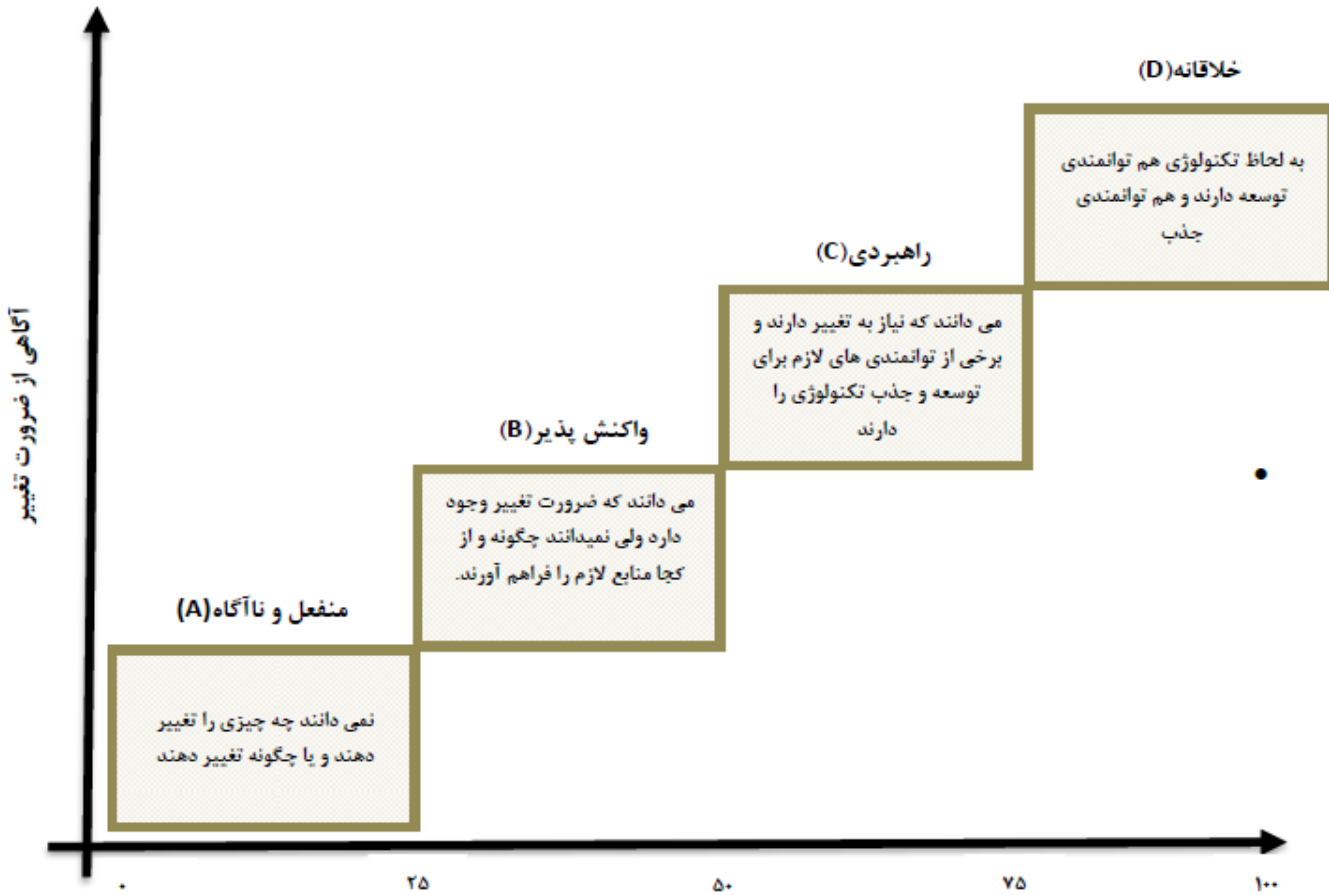 خلاقانه(D)
به لحاظ تکنولوژی هم توانمندی
توسعه دارند و هم توانمندی
جذب
راهبردی(C)
می دانند که نیاز به تغییر دارند و
برخی از توانمندی های لازم برای
توسعه و جذب تکنولوژی را
دارند
واکنش پذیر(B)
می دانند که ضرورت تغییر وجود
دارد ولی نمیدانند چگونه و از
کجا منابع لازم را فراهم آورند.
منفعل و ناآگاه(A)
نمی دانند چه چیزی را تغییر
دهند و یا چگونه تغییر دهند
آگاهی از ضرورت تغییر
۰
۲۵
۵۰
۷۵
۱۰۰